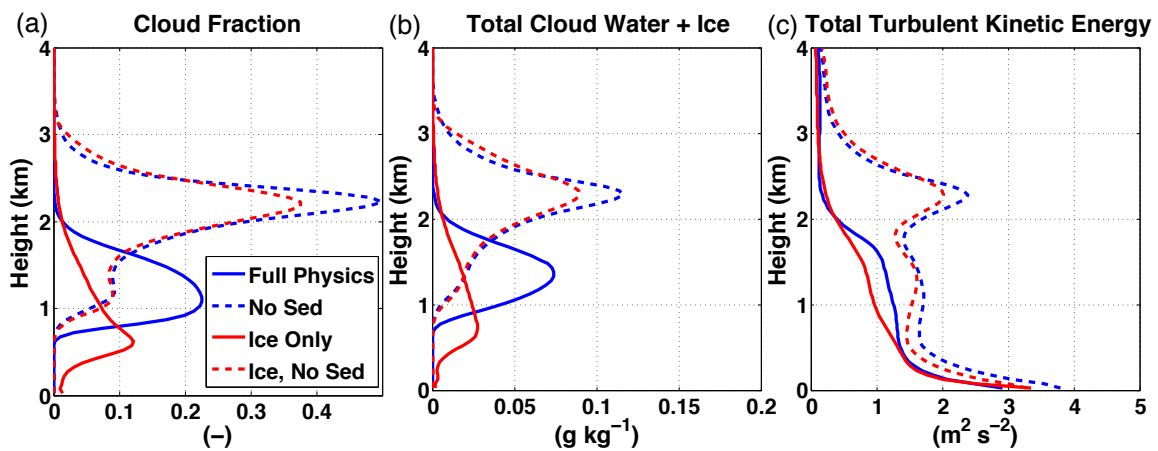 (a) Cloud Fraction
4
3
2
1
0
Height (km)
Full Physics
No Sed
Ice Only
Ice, No Sed
0 0.1 0.2 0.3 0.4
(–)
(b) Total Cloud Water + Ice
4
3
2
1
0
Height (km)
0 0.05 0.1 0.15 0.2
(g kg⁻¹)
(c) Total Turbulent Kinetic Energy
4
3
2
1
0
Height (km)
0 1 2 3 4 5
(m² s⁻²)